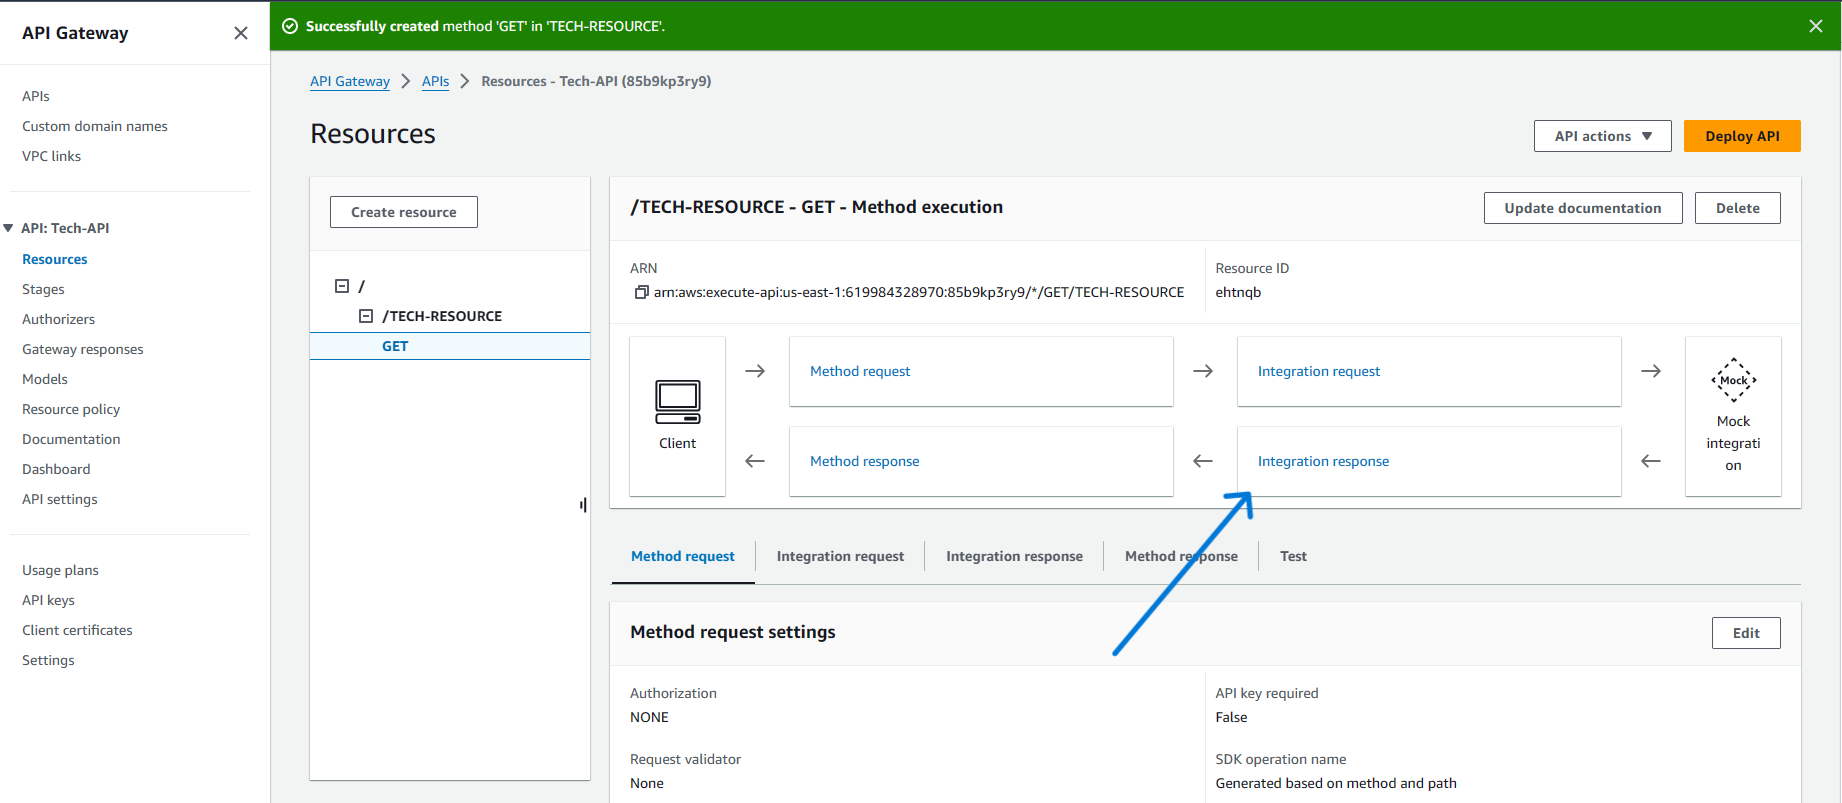 API Gateway
Successfully created method 'GET' in 'TECH-RESOURCE'.
APIs
Custom domain names
VPC links
API: Tech-API
Resources
Stages
Authorizers
Gateway responses
Models
Resource policy
Documentation
Dashboard
API settings
Usage plans
API keys
Client certificates
Settings
API Gateway
APIs
Resources - Tech-API (85b9kp3ry9)
Resources
API actions
Deploy API
Create resource
/
/TECH-RESOURCE
GET
/TECH-RESOURCE - GET - Method execution
Update documentation
Delete
ARN
arn:aws:execute-api:us-east-1:619984328970:85b9kp3ry9/*/GET/TECH-RESOURCE
Resource ID
ehtnqb
Client
Method request
Integration request
Method response
Integration response
Mock
Mock
integrati
on
Method request
Integration request
Integration response
Method response
Test
Method request settings
Edit
Authorization
NONE
API key required
False
Request validator
None
SDK operation name
Generated based on method and path